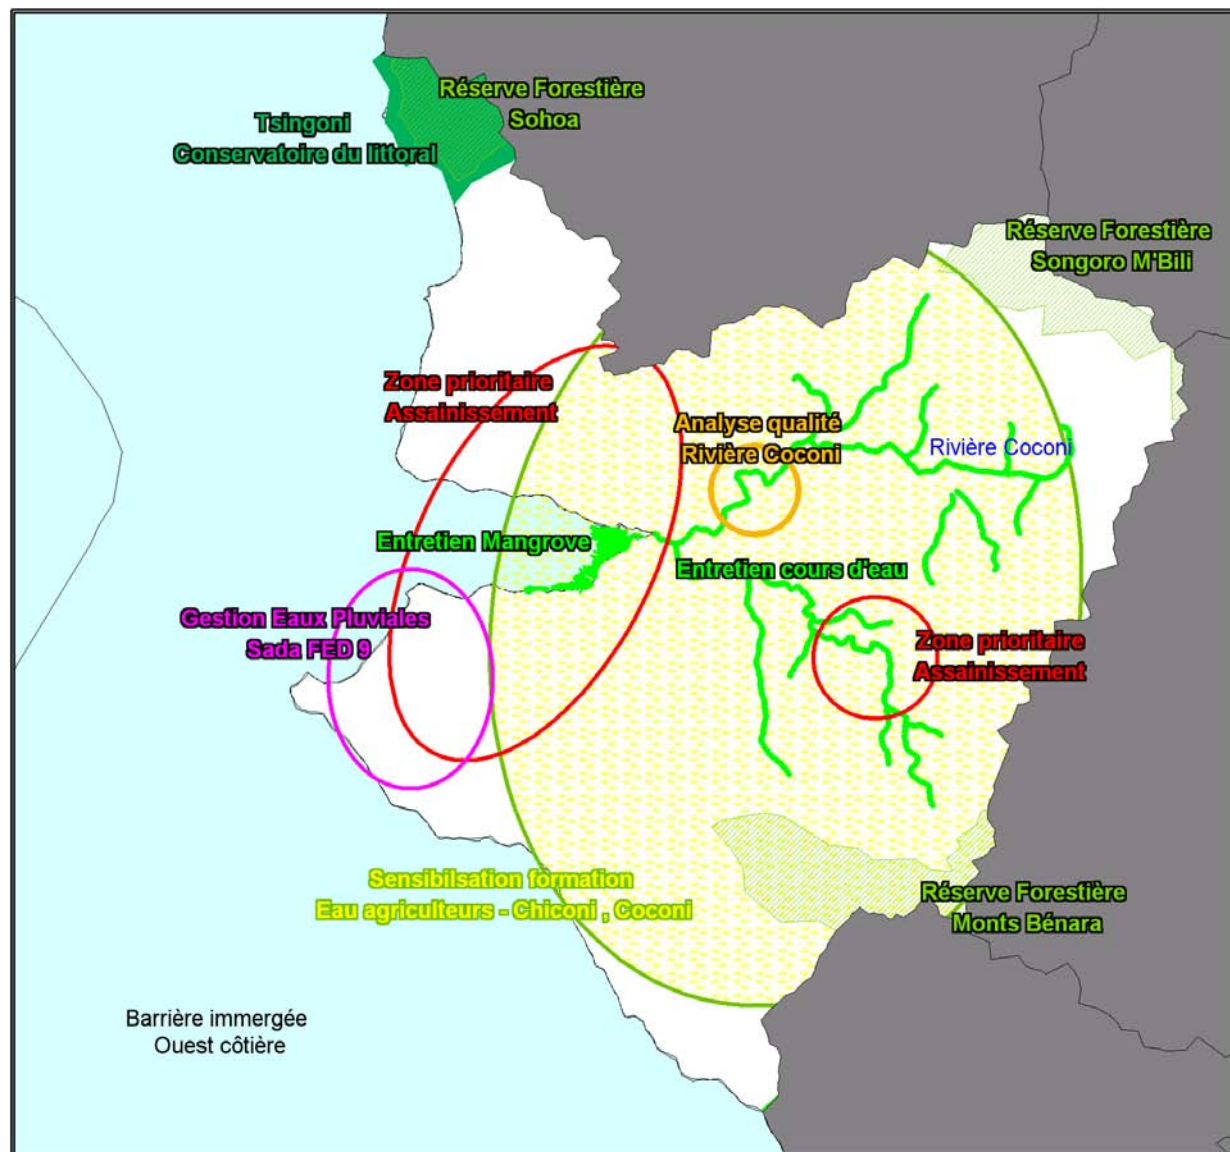 Réserve Forestière
Sohoa
Tsingoni
Conservatoire du littoral
Réserve Forestière
Songoro M'Bili
Zone prioritaire
Assainissement
Analyse qualité
Rivière Coconi
Rivière Coconi
Entretien Mangrove
Entretien cours d'eau
Gestion Eaux Pluviales
Sada FED 9
Zone prioritaire
Assainissement
Sensibilsation formation
Eau agriculteurs - Chiconi , Coconi
Réserve Forestière
Monts Bénara
Barrière immergée
Ouest côtière